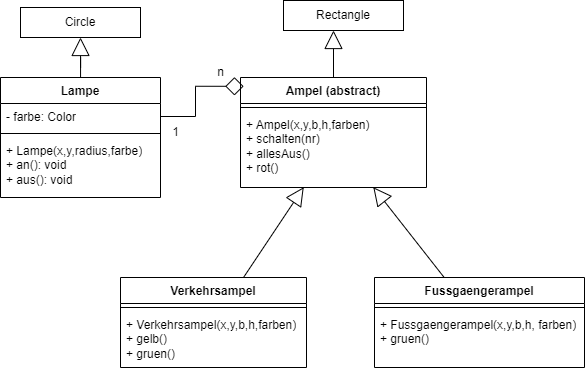 Circle
Rectangle
Lampe
- farbe: Color
+ Lampe(x,y,radius,farbe)
+ an(): void
+ aus(): void
n
1
Ampel (abstract)
+ Ampel(x,y,b,h,farben)
+ schalten(nr)
+ allesAus()
+ rot()
Verkehrsampel
+ Verkehrsampel(x,y,b,h,farben)
+ gelb()
+ gruen()
Fussgaengerampel
+ Fussgaengerampel(x,y,b,h, farben)
+ gruen()